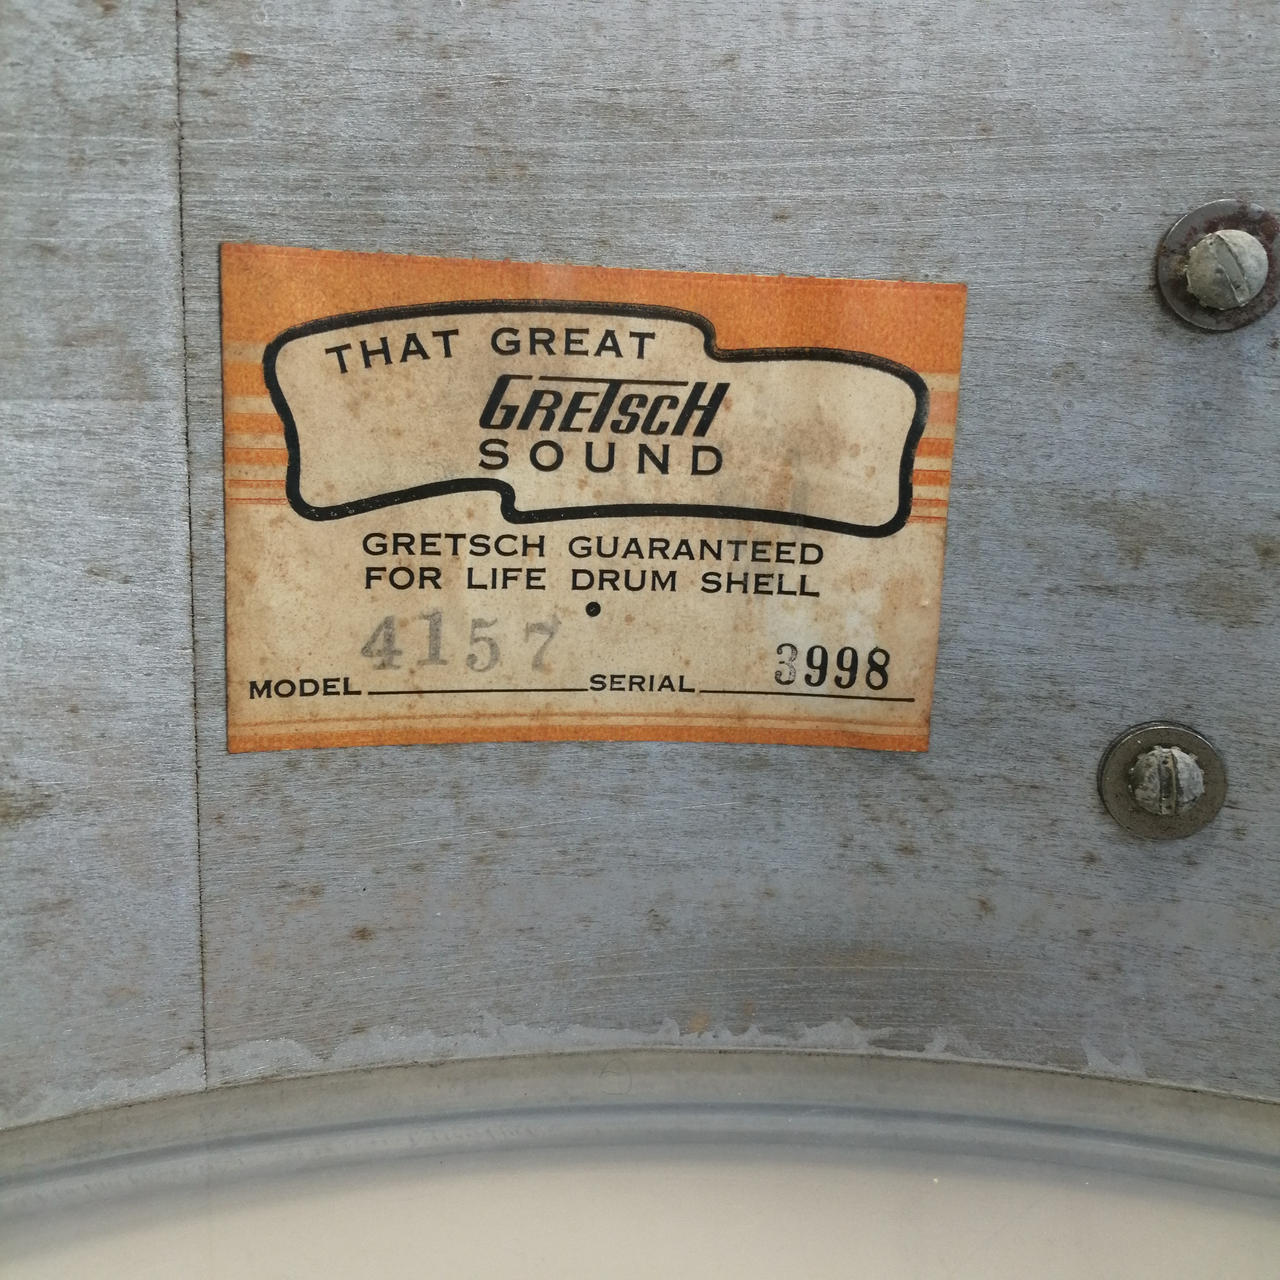 THAT GREAT
GRETSCH
SOUND
GRETSCH GUARANTEED
FOR LIFE DRUM SHELL
•
4157 3998
MODEL SERIAL